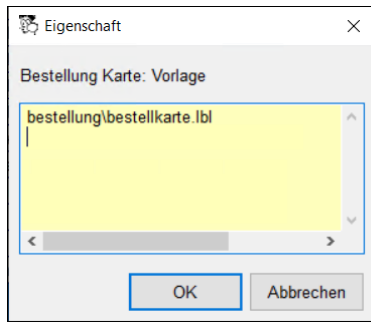 Eigenschaft
Bestellung Karte: Vorlage
bestellung\bestellkarte.lbl
OK
Abbrechen